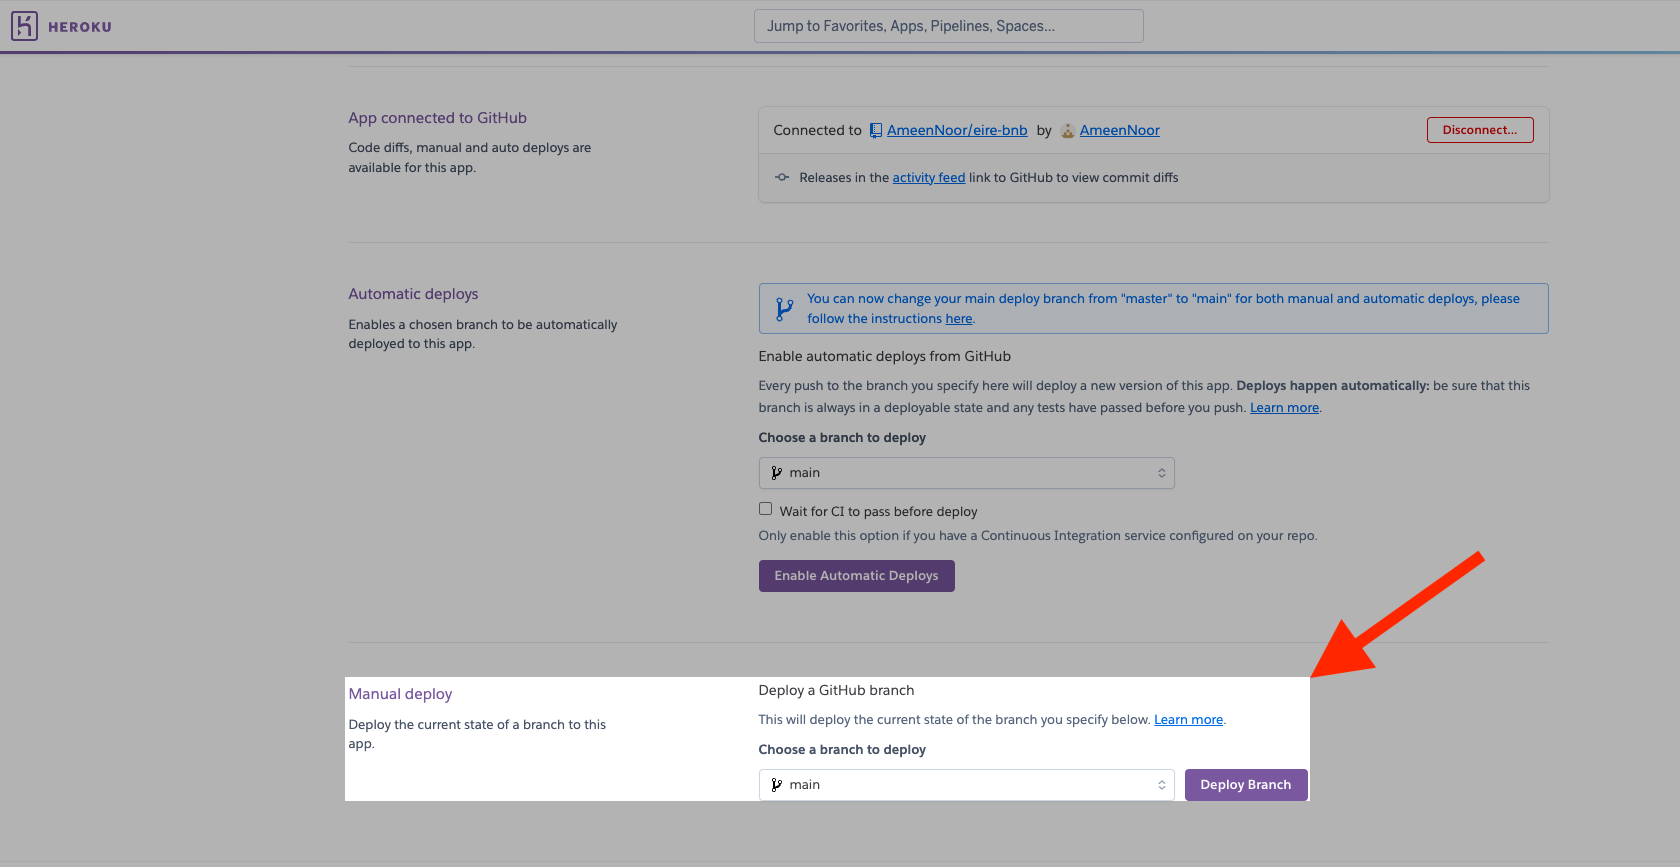 HEROKU
Jump to Favorites, Apps, Pipelines, Spaces...
App connected to GitHub
Code diffs, manual and auto deploys are
available for this app.
Connected to AmeenNoor/eire-bnb by AmeenNoor
Disconnect...
Releases in the activity feed link to GitHub to view commit diffs
Automatic deploys
Enables a chosen branch to be automatically
deployed to this app.
You can now change your main deploy branch from "master" to "main" for both manual and automatic deploys, please
follow the instructions here.
Enable automatic deploys from GitHub
Every push to the branch you specify here will deploy a new version of this app. Deploys happen automatically: be sure that this
branch is always in a deployable state and any tests have passed before you push. Learn more.
Choose a branch to deploy
main
Wait for CI to pass before deploy
Only enable this option if you have a Continuous Integration service configured on your repo.
Enable Automatic Deploys
Manual deploy
Deploy the current state of a branch to this
app.
Deploy a GitHub branch
This will deploy the current state of the branch you specify below. Learn more.
Choose a branch to deploy
main
Deploy Branch